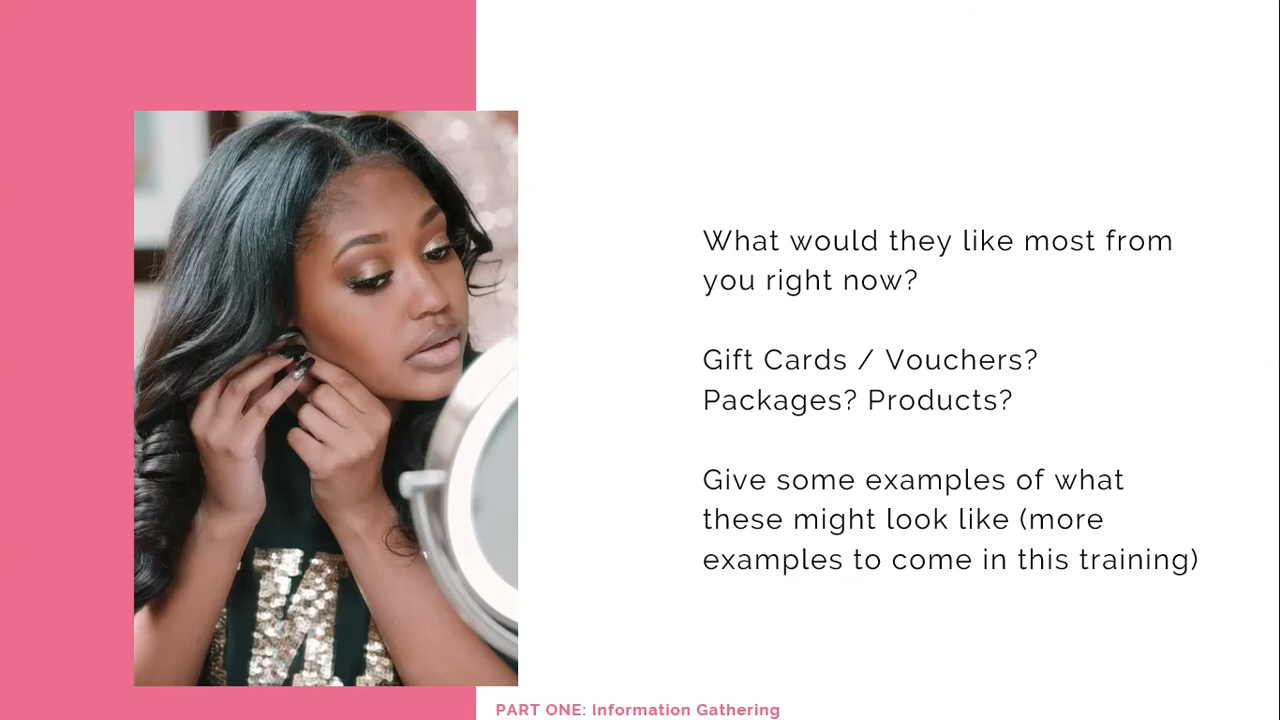 What would they like most from
you right now?
Gift Cards / Vouchers?
Packages? Products?
Give some examples of what
these might look like (more
examples to come in this training)
PART ONE: Information Gathering